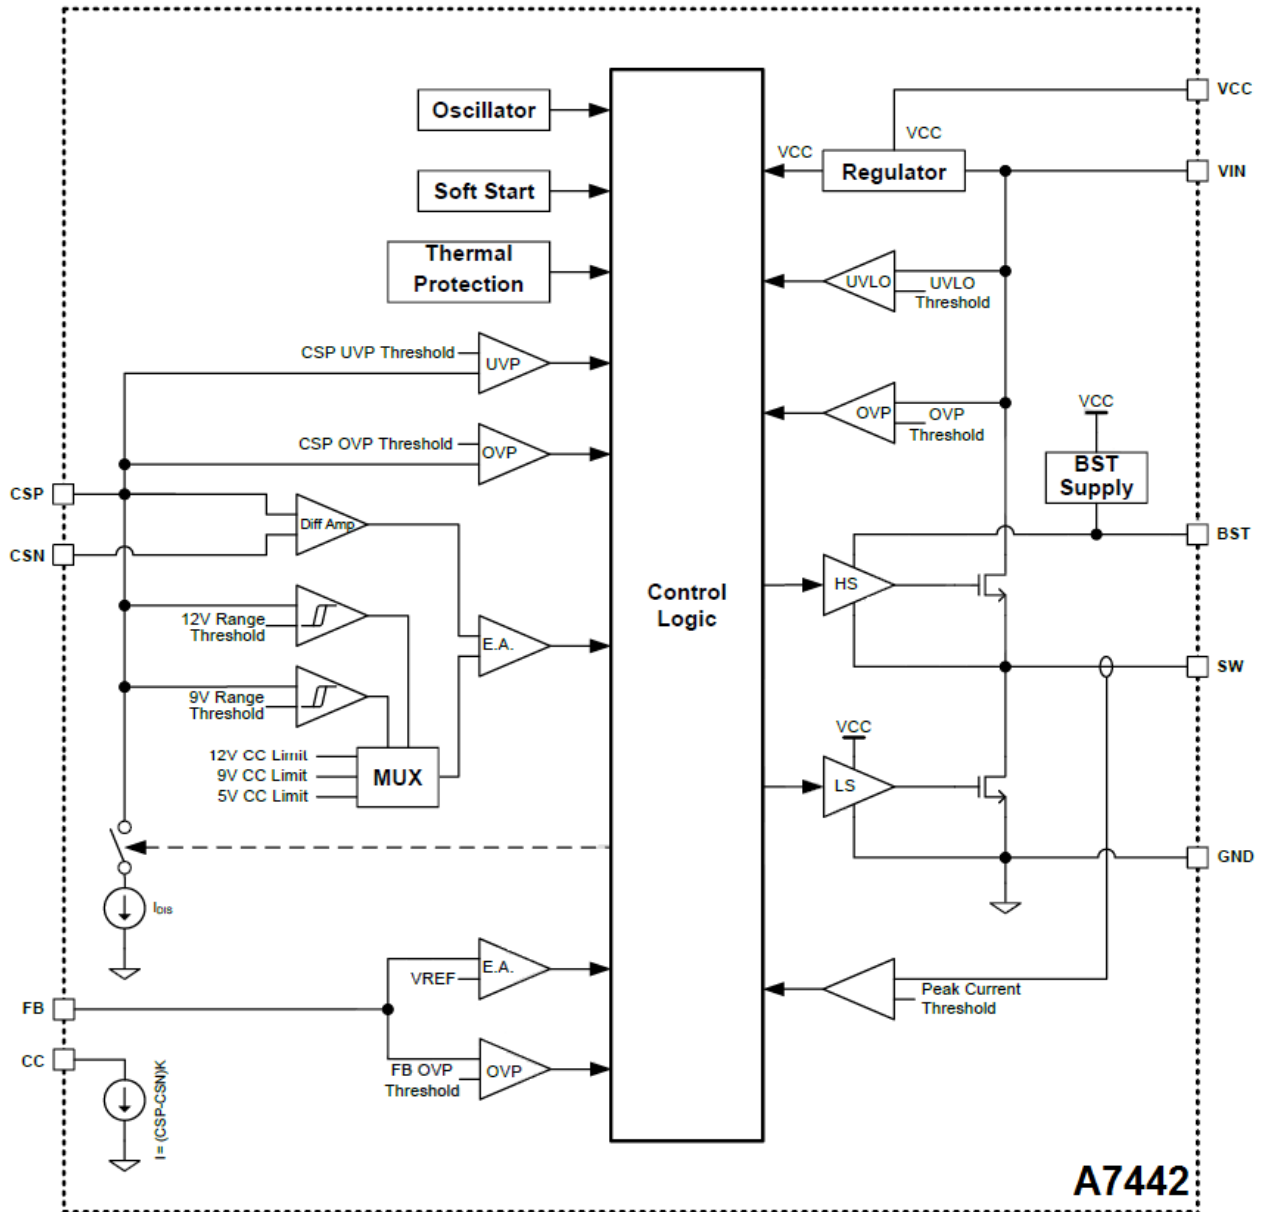 VCC
VCC
Oscillator
VCC
Regulator
VIN
Soft Start
Thermal
Protection
UVLO
UVLO
Threshold
CSP UVP Threshold
UVP
OVP
OVP
Threshold
VCC
CSP OVP Threshold
OVP
BST
Supply
CSP
Diff Amp
CSN
BST
Control
Logic
HS
12V Range
Threshold
E.A.
SW
9V Range
Threshold
VCC
12V CC Limit
9V CC Limit
5V CC Limit
MUX
LS
GND
IDIS
E.A.
VREF
Peak Current
Threshold
FB
CC
FB OVP
Threshold
OVP
I = (CSP-CSN)K
A7442